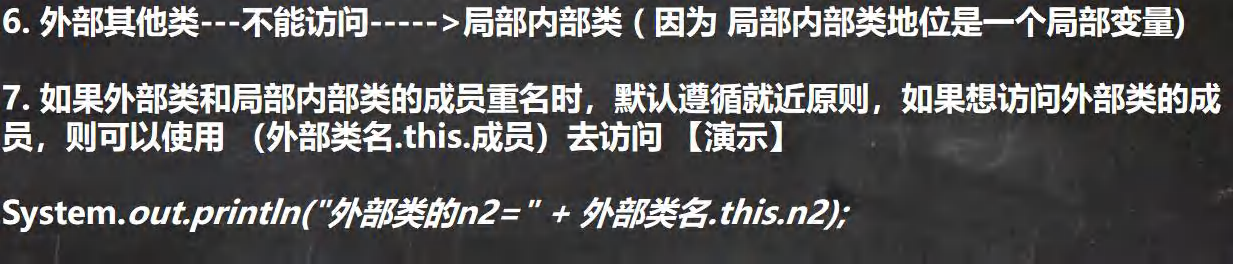 6. 外部其他类---不能访问----->局部内部类 ( 因为 局部内部类地位是一个局部变量)
7. 如果外部类和局部内部类的成员重名时，默认遵循就近原则，如果想访问外部类的成
员，则可以使用 （外部类名.this.成员）去访问 【演示】
System.out.println("外部类的n2=" + 外部类名.this.n2);